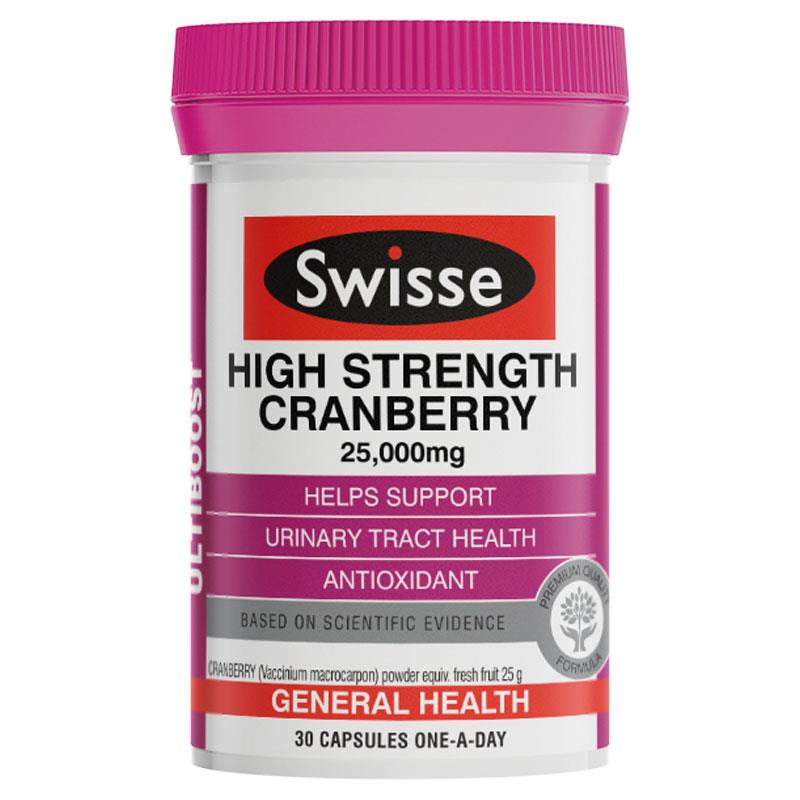 Swisse
HIGH STRENGTH
CRANBERRY
25,000mg
HELPS SUPPORT
URINARY TRACT HEALTH
ANTIOXIDANT
BASED ON SCIENTIFIC EVIDENCE
CRANBERRY (Vaccinium macrocarpon) powder equiv. fresh fruit 25 g
GENERAL HEALTH
30 CAPSULES ONE-A-DAY
ULTIBOOST
PREMIUM QUALITY
FORMULA